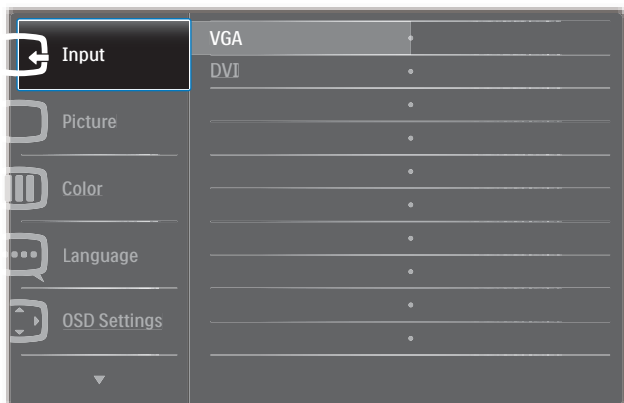 Input
Picture
Color
Language
OSD Settings
VGA
DVI